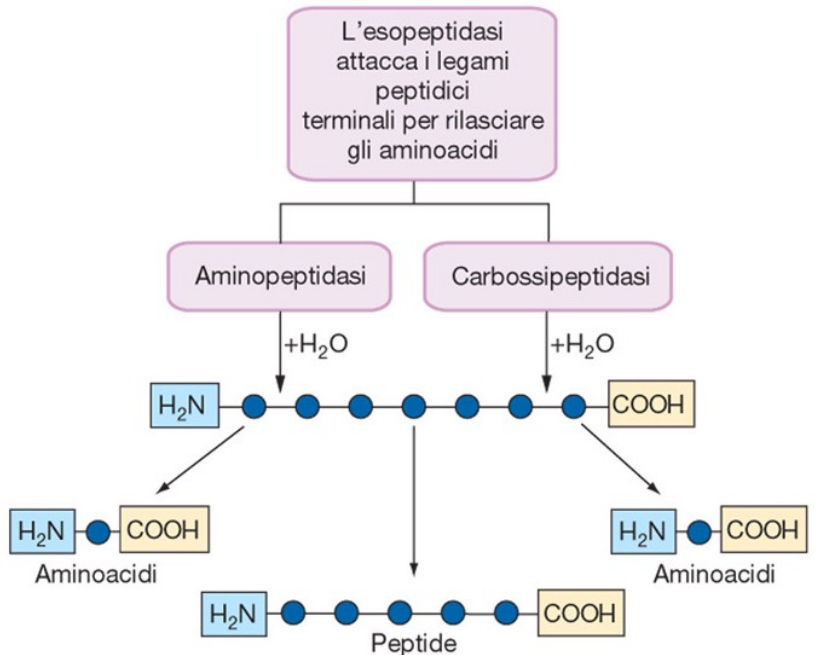 L'esopeptidasi
attacca i legami
peptidici
terminali per rilasciare
gli aminoacidi
Aminopeptidasi
Carbossipeptidasi
+H₂O
+H₂O
H₂N
COOH
H₂N
COOH
Aminoacidi
H₂N
COOH
Aminoacidi
H₂N
COOH
Peptide